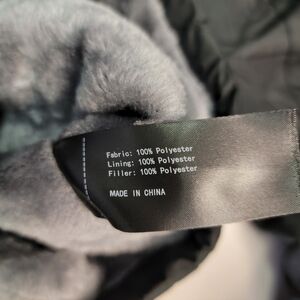 Fabric: 100% Polyester
Lining: 100% Polyester
Filler: 100% Polyester
MADE IN CHINA